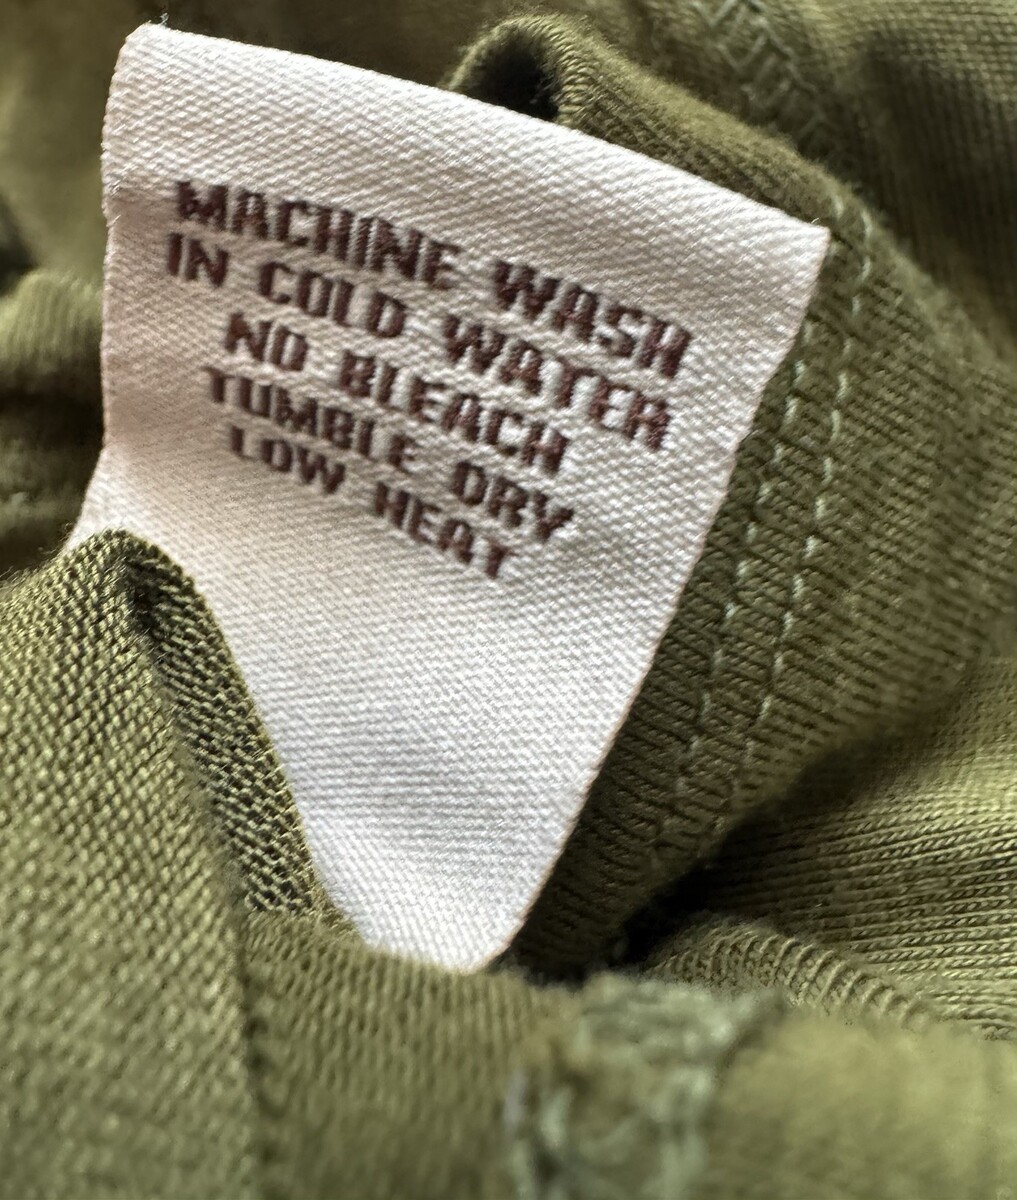 MACHINE WASH
IN COLD WATER
NO BLEACH
TUMBLE DRY
LOW HEAT